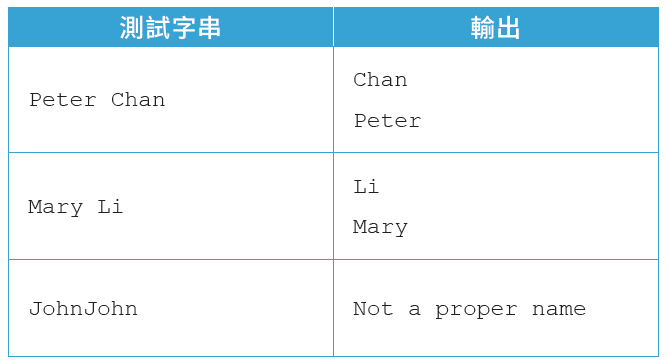 測試字串 輸出
Peter Chan
Chan
Peter
Mary Li
Li
Mary
JohnJohn Not a proper name